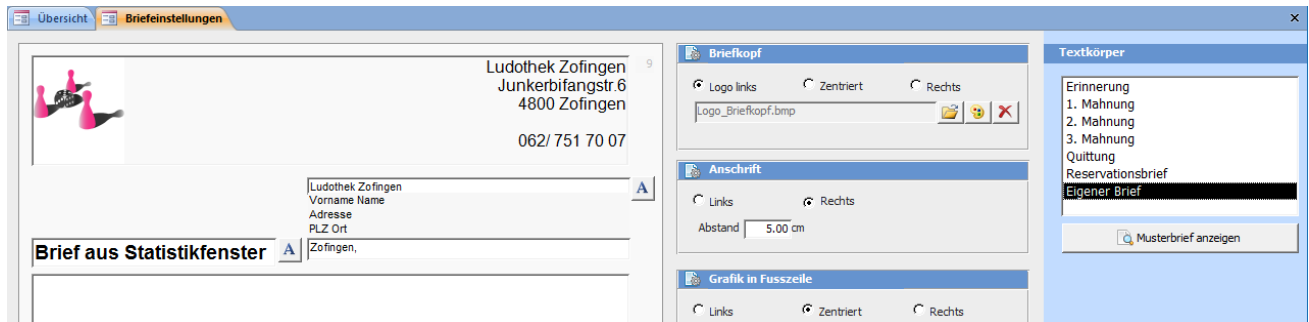 Übersicht Briefeinstellungen
Ludothek Zofingen 9
Junkerbifangstr.6
4800 Zofingen
062/ 751 70 07
Ludothek Zofingen
Vorname Name
Adresse
PLZ Ort
A
Brief aus Statistikfenster A Zofingen,
Briefkopf
Logo links Zentriert Rechts
Logo_Briefkopf.bmp
Anschrift
Links Rechts
Abstand 5.00 cm
Grafik in Fusszeile
Links Zentriert Rechts
Textkörper
Erinnerung
1. Mahnung
2. Mahnung
3. Mahnung
Quittung
Reservationsbrief
Eigener Brief
Musterbrief anzeigen